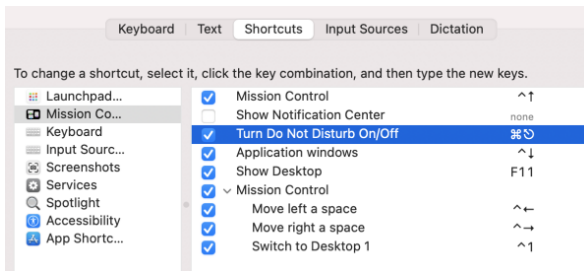 Keyboard Text Shortcuts Input Sources Dictation
To change a shortcut, select it, click the key combination, and then type the new keys.
Launchpad...
Mission Co...
Keyboard
Input Sourc...
Screenshots
Services
Spotlight
Accessibility
App Shortc...
Mission Control ^↑
Show Notification Center none
Turn Do Not Disturb On/Off ⌘⎋
Application windows ^↓
Show Desktop F11
Mission Control
Move left a space ^←
Move right a space ^→
Switch to Desktop 1 ^1